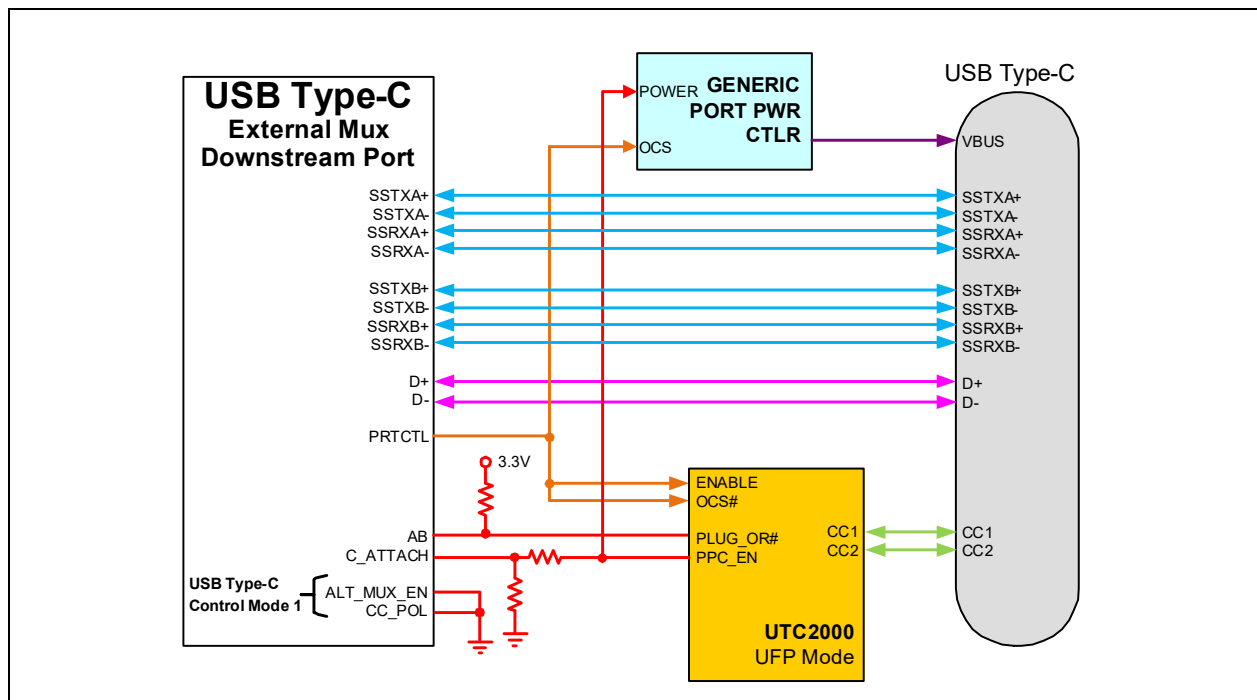 USB Type-C
External Mux
Downstream Port
SSTXA+
SSTXA-
SSRXA+
SSRXA-
SSTXB+
SSTXB-
SSRXB+
SSRXB-
D+
D-
PRTCTL
AB
C_ATTACH
ALT_MUX_EN
CC_POL
USB Type-C
Control Mode 1
3.3V
POWER
OCS
GENERIC
PORT PWR
CTLR
ENABLE
OCS#
PLUG_OR#
PPC_EN
CC1
CC2
UTC2000
UFP Mode
USB Type-C
VBUS
SSTXA+
SSTXA-
SSRXA+
SSRXA-
SSTXB+
SSTXB-
SSRXB+
SSRXB-
D+
D-
CC1
CC2